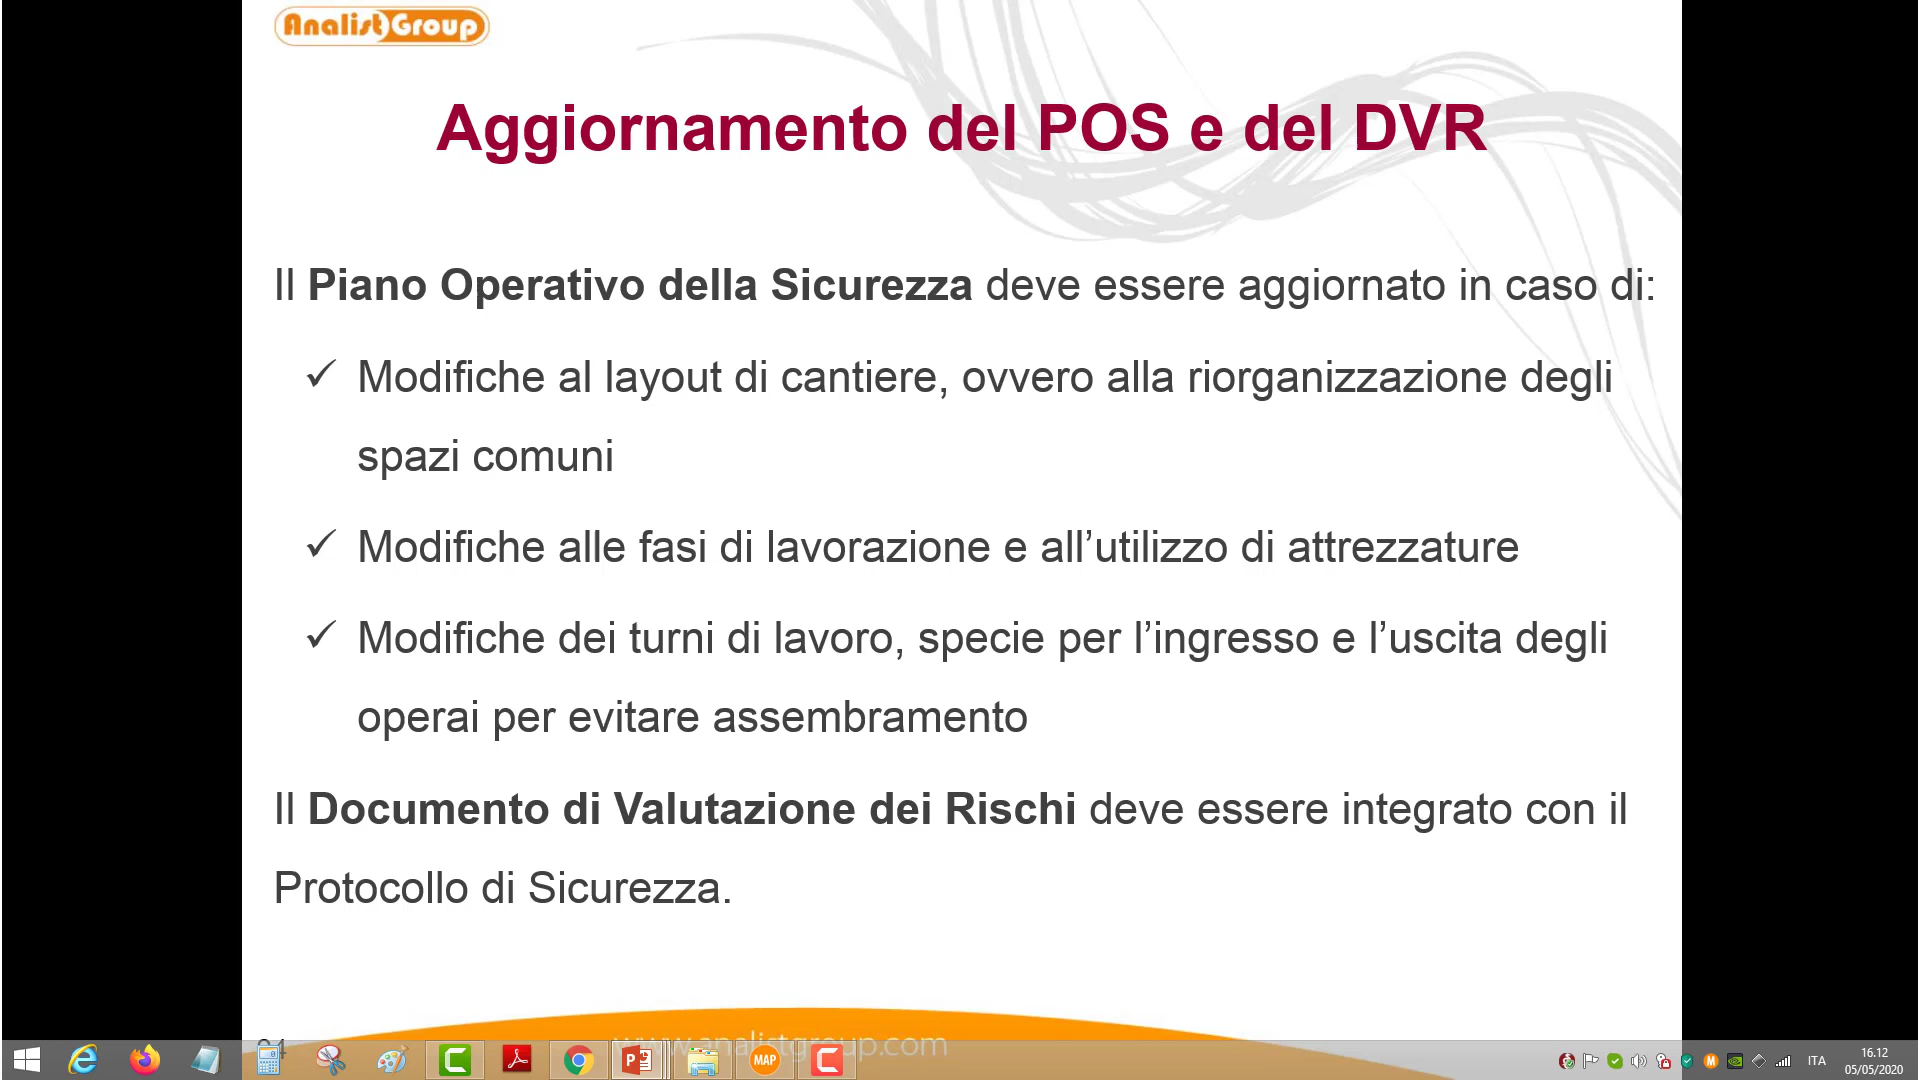 AnalistGroup
Aggiornamento del POS e del DVR
Il Piano Operativo della Sicurezza deve essere aggiornato in caso di:
✓ Modifiche al layout di cantiere, ovvero alla riorganizzazione degli
spazi comuni
✓ Modifiche alle fasi di lavorazione e all’utilizzo di attrezzature
✓ Modifiche dei turni di lavoro, specie per l’ingresso e l’uscita degli
operai per evitare assembramento
Il Documento di Valutazione dei Rischi deve essere integrato con il
Protocollo di Sicurezza.
www.analistgroup.com
MAP
ITA
16.12
05/05/2020